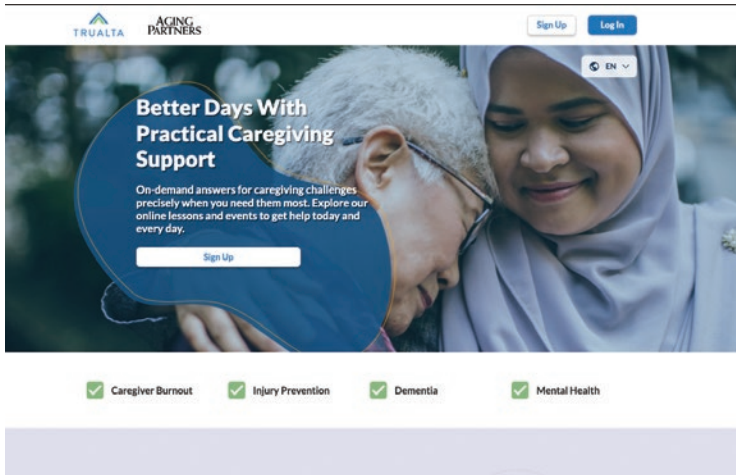 TRUALTA
AGING
PARTNERS
Sign Up
Log In
EN
Better Days With
Practical Caregiving
Support
On-demand answers for caregiving challenges
precisely when you need them most. Explore our
online lessons and events to get help today and
every day.
Sign Up
Caregiver Burnout
Injury Prevention
Dementia
Mental Health